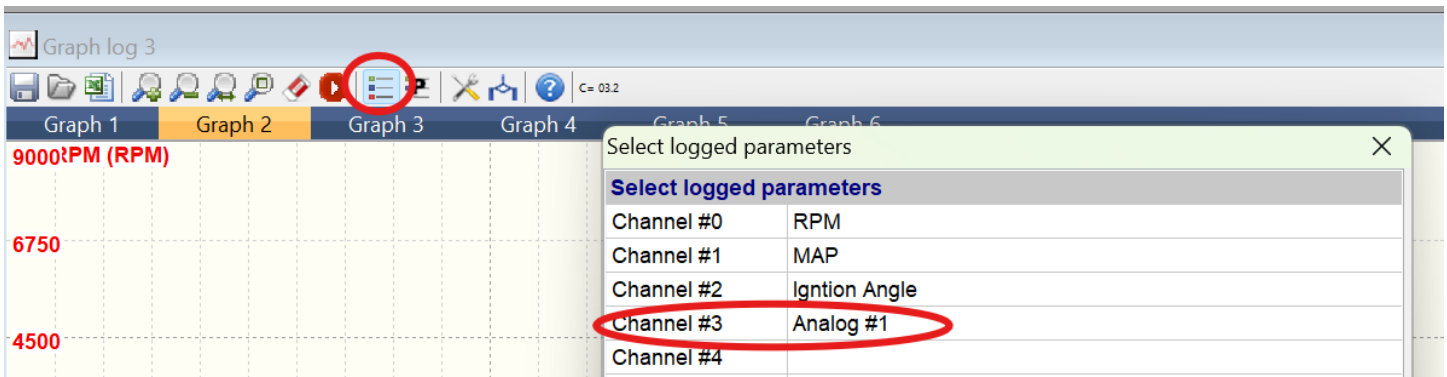 Graph log 3
C= 03.2
Graph 1 Graph 2 Graph 3 Graph 4 Graph 5 Graph 6
Select logged parameters
9000 RPM (RPM)
Select logged parameters
Channel #0 RPM
6750
Channel #1 MAP
Channel #2 Igntion Angle
Channel #3 Analog #1
4500
Channel #4